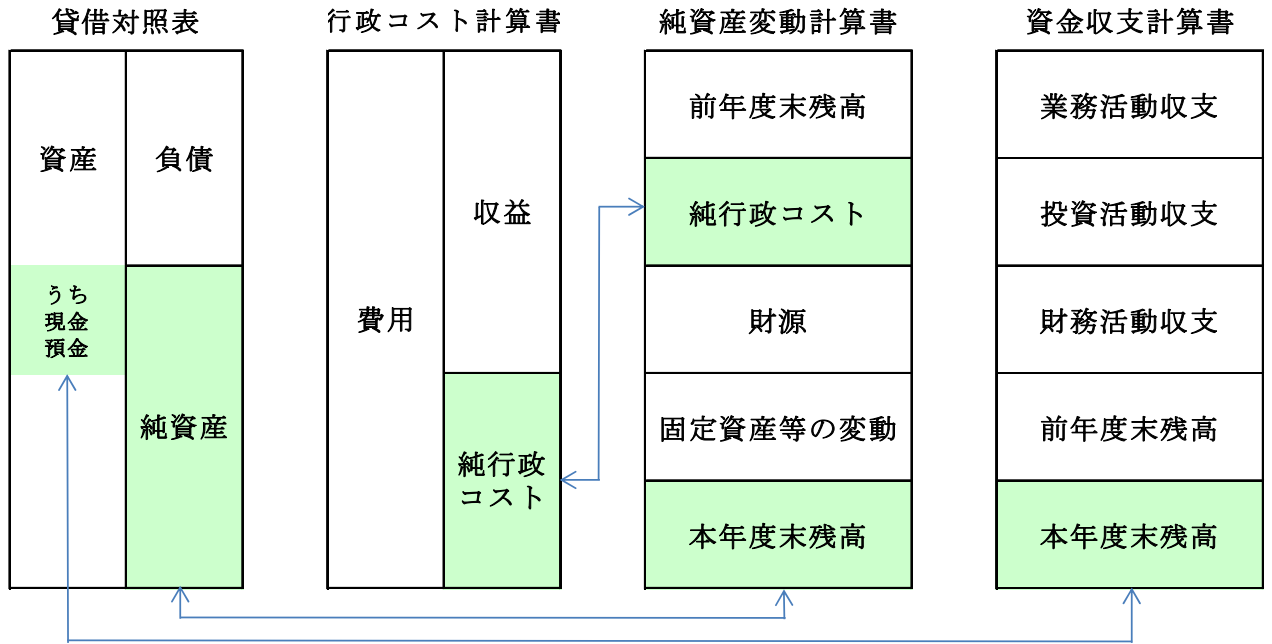 貸借対照表
資産
負債
うち
現金
預金
純資産
行政コスト計算書
費用
収益
純行政
コスト
純資産変動計算書
前年度末残高
純行政コスト
財源
固定資産等の変動
本年度末残高
資金収支計算書
業務活動収支
投資活動収支
財務活動収支
前年度末残高
本年度末残高